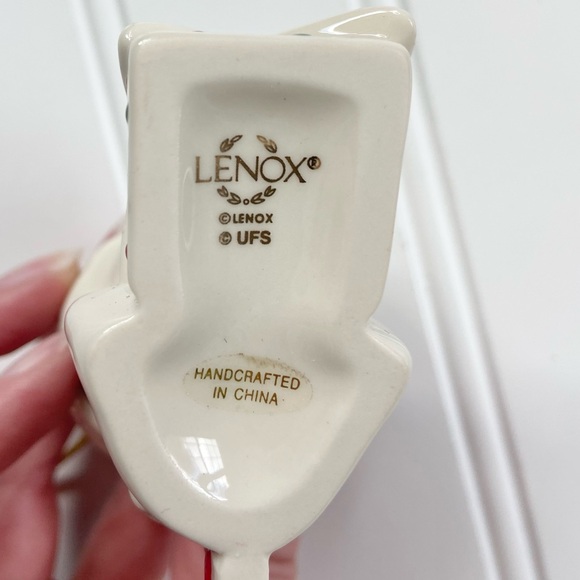 LENOX®
©LENOX
© UFS
HANDCRAFTED
IN CHINA